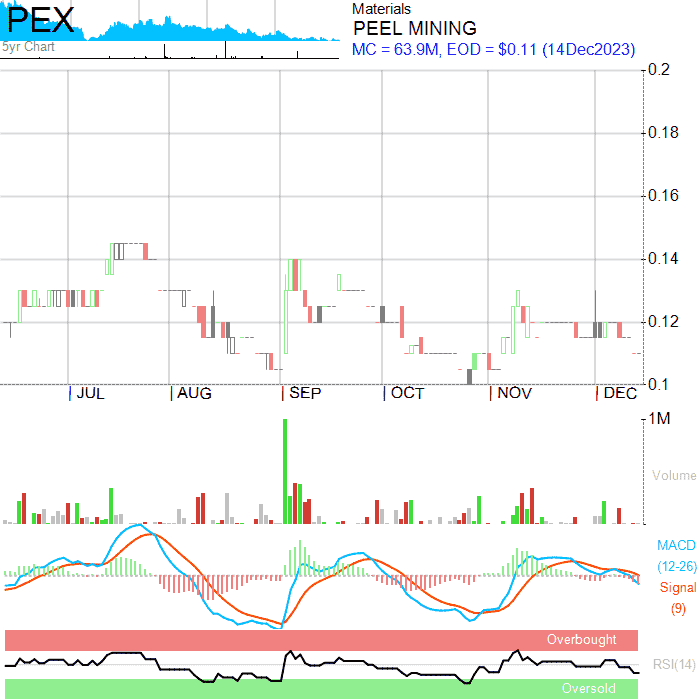 PEX
5yr Chart
Materials
PEEL MINING
MC = 63.9M, EOD = $0.11 (14Dec2023)
0.2
0.18
0.16
0.14
0.12
0.1
JUL AUG SEP OCT NOV DEC
1M
Volume
MACD
(12-26)
Signal
(9)
Overbought
RSI(14)
Oversold